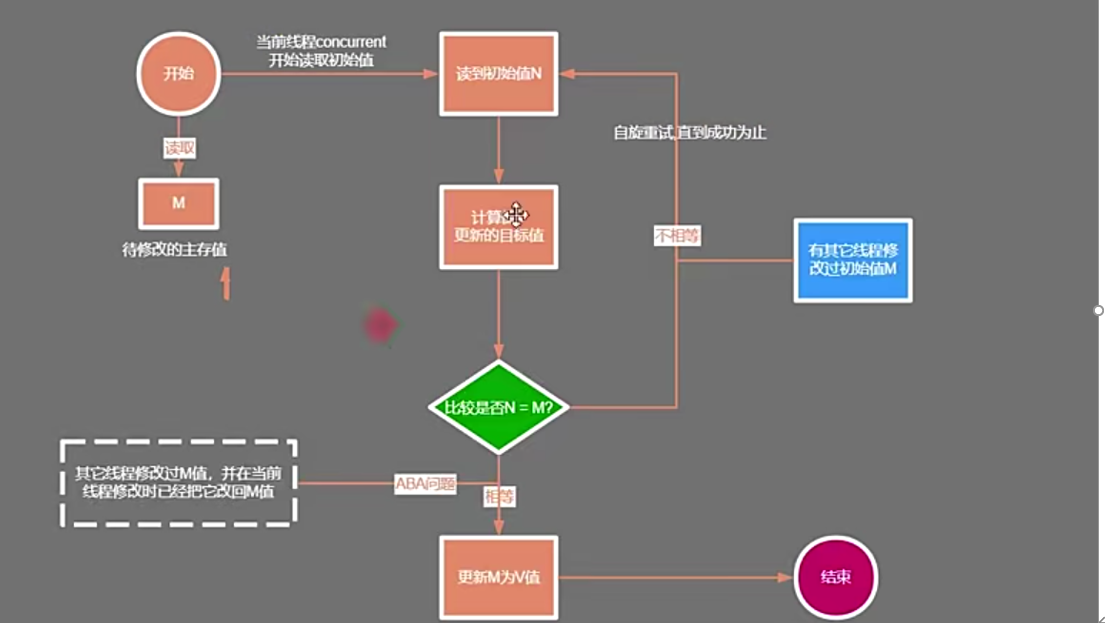 当前线程concurrent
开始读取初始值
开始
读到初始值N
读取
自旋重试,直到成功为止
M
待修改的主存值
计算
更新的目标值
不相等
有其它线程修
改过初始值M
比较是否N = M?
其它线程修改过M值，并在当前
线程修改时已经把它改回M值
ABA问题
相等
更新M为V值
结束